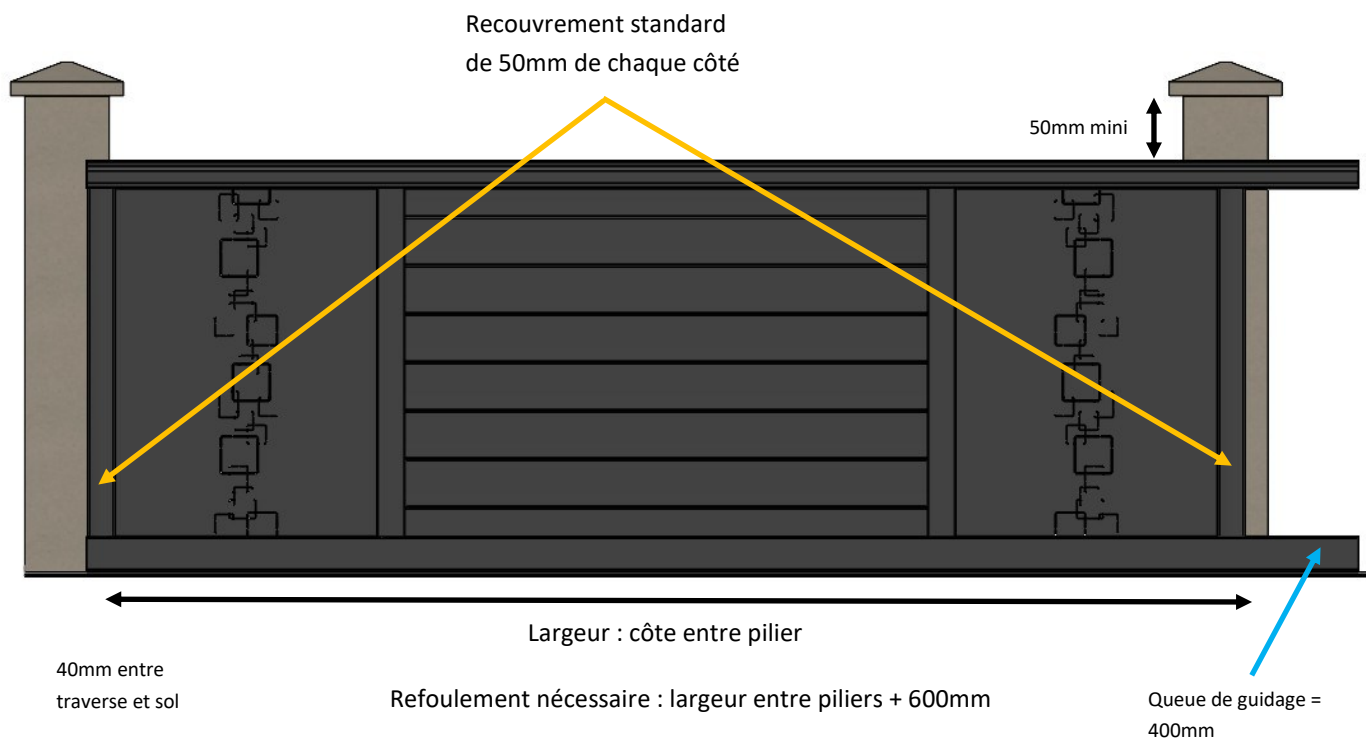 Recouvrement standard
de 50mm de chaque côté
50mm mini
Largeur : côte entre pilier
40mm entre
traverse et sol
Refoulement nécessaire : largeur entre piliers + 600mm
Queue de guidage =
400mm